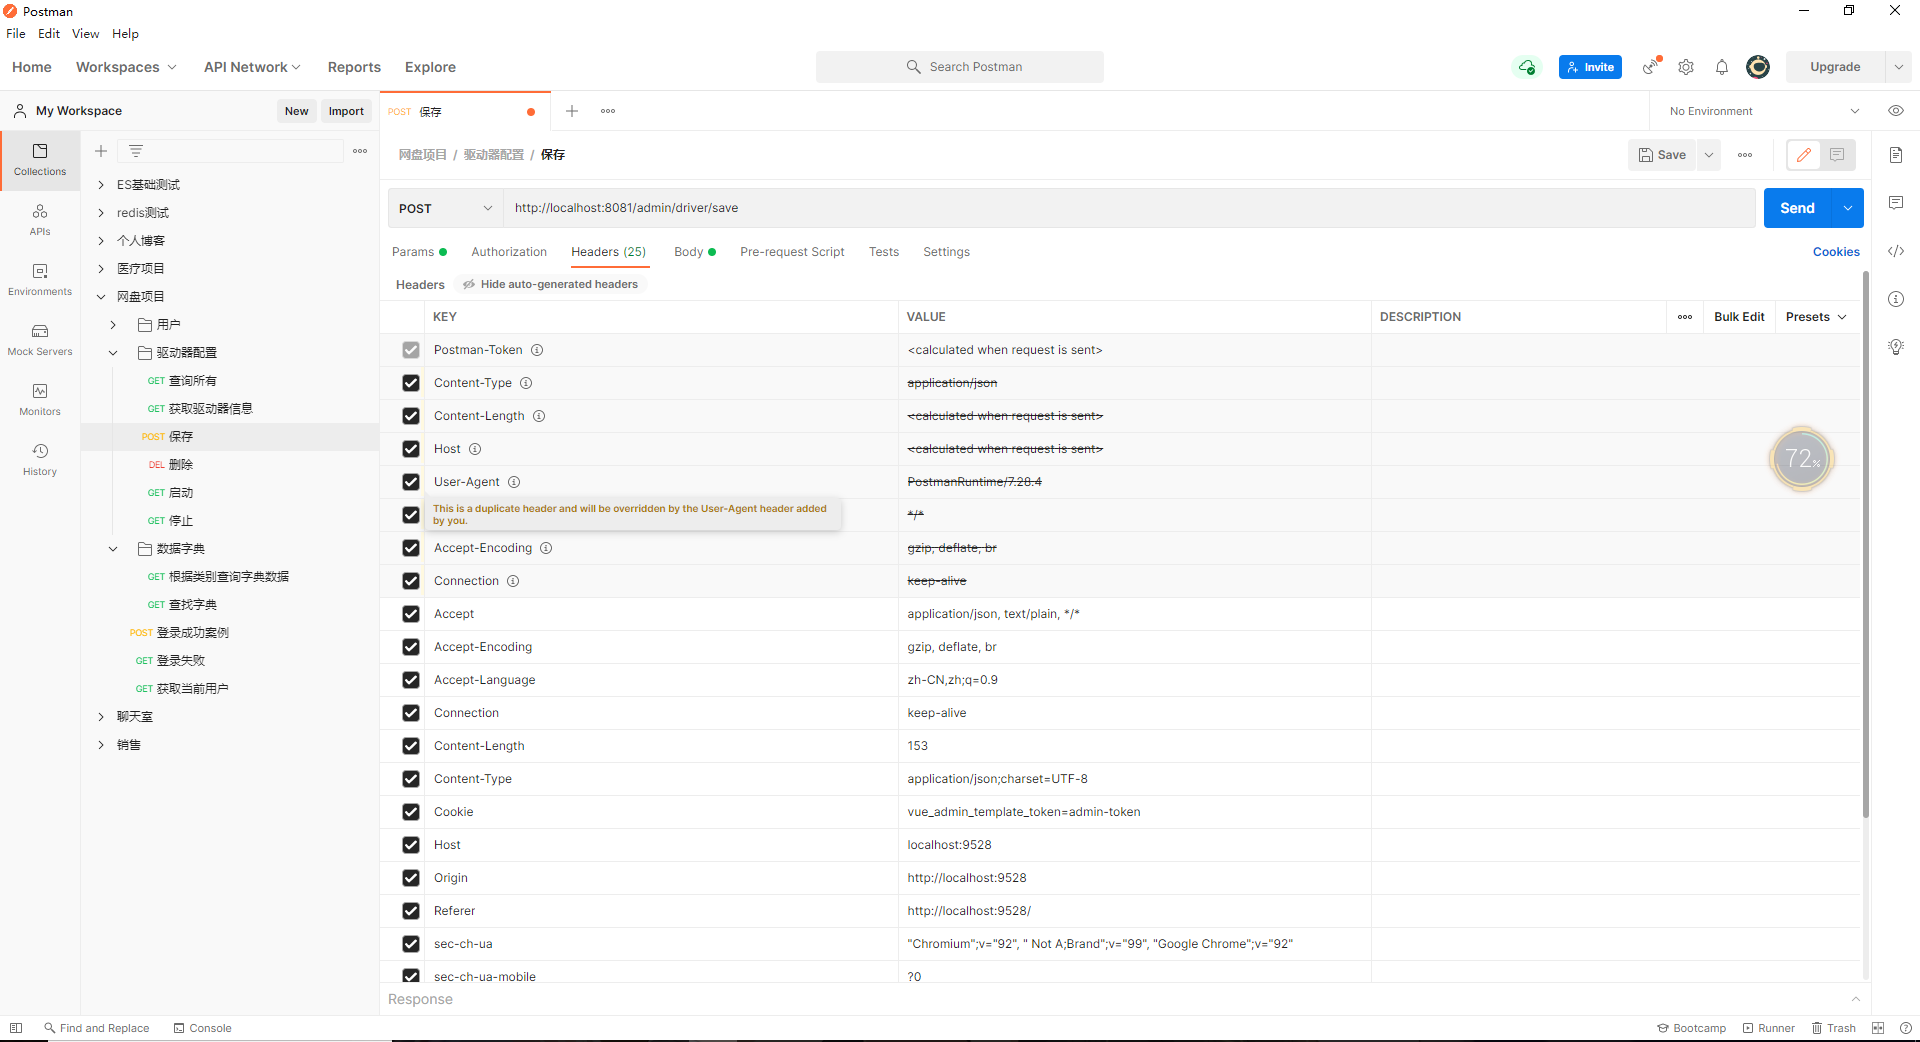 Postman
File Edit View Help
Home Workspaces API Network Reports Explore Search Postman Invite Upgrade
My Workspace New Import POST 保存 No Environment
Collections
APIs
Environments
Mock Servers
Monitors
History
ES基础测试
redis测试
个人博客
医疗项目
网盘项目
用户
驱动器配置
GET 查询所有
GET 获取驱动器信息
POST 保存
DEL 删除
GET 启动
GET 停止
数据字典
GET 根据类别查询字典数据
GET 查找字典
POST 登录成功案例
GET 登录失败
GET 获取当前用户
聊天室
销售
网盘项目 / 驱动器配置 / 保存 Save
POST http://localhost:8081/admin/driver/save Send
Params Authorization Headers (25) Body Pre-request Script Tests Settings Cookies
Headers Hide auto-generated headers
KEY VALUE DESCRIPTION Bulk Edit Presets
Postman-Token <calculated when request is sent>
Content-Type application/json
Content-Length <calculated when request is sent>
Host <calculated when request is sent>
User-Agent PostmanRuntime/7.28.4
This is a duplicate header and will be overridden by the User-Agent header added
by you.
*/*
Accept-Encoding gzip, deflate, br
Connection keep-alive
Accept application/json, text/plain, */*
Accept-Encoding gzip, deflate, br
Accept-Language zh-CN,zh;q=0.9
Connection keep-alive
Content-Length 153
Content-Type application/json;charset=UTF-8
Cookie vue_admin_template_token=admin-token
Host localhost:9528
Origin http://localhost:9528
Referer http://localhost:9528/
sec-ch-ua "Chromium";v="92", " Not A;Brand";v="99", "Google Chrome";v="92"
sec-ch-ua-mobile ?0
72%
Response
Find and Replace Console Bootcamp Runner Trash